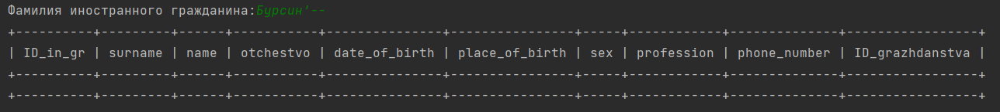 Фамилия иностранного гражданина:Бурсин'--
+----------+---------+------+-----------+---------------+----------------+-----+------------+--------------+-----------------+
| ID_in_gr | surname | name | otchestvo | date_of_birth | place_of_birth | sex | profession | phone_number | ID_grazhdanstva |
+----------+---------+------+-----------+---------------+----------------+-----+------------+--------------+-----------------+
+----------+---------+------+-----------+---------------+----------------+-----+------------+--------------+-----------------+